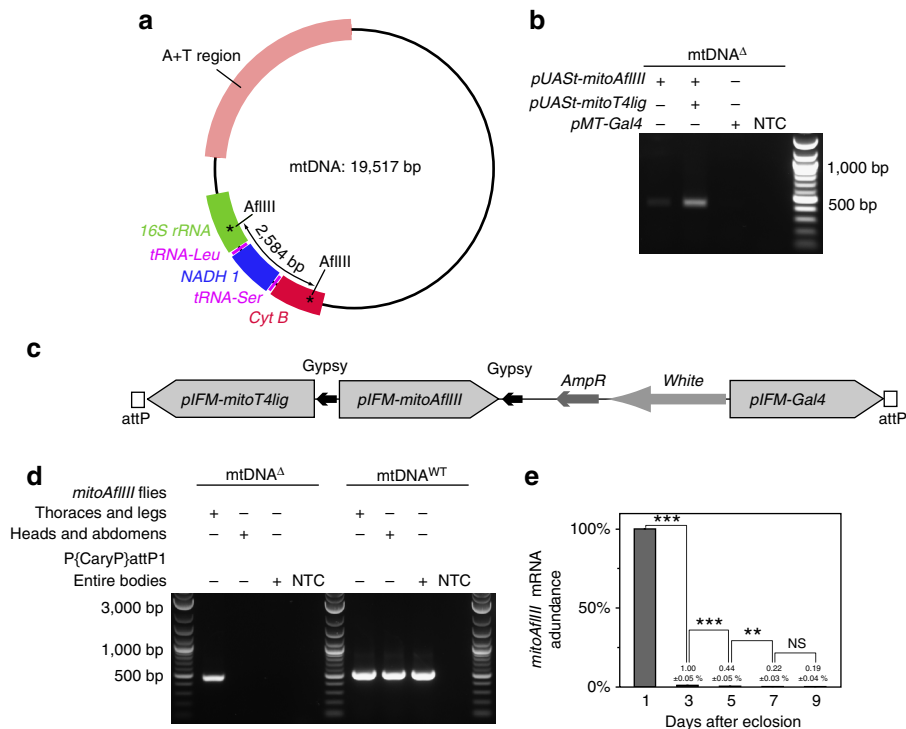 a
A+T region
mtDNA: 19,517 bp
AflIII
2,584 bp
AflIII
16S rRNA
tRNA-Leu
NADH 1
tRNA-Ser
Cyt B
*
*
b
mtDNAΔ
pUASt-mitoAflIII + + –
pUASt-mitoT4lig – + –
pMT-Gal4 – – + NTC
1,000 bp
500 bp
c
Gypsy Gypsy AmpR White
pIFM-mitoT4lig pIFM-mitoAflIII pIFM-Gal4
attP attP
d
mtDNAΔ mtDNAWT
mitoAflIII flies
Thoraces and legs + – – + – –
Heads and abdomens – + – – + –
P{CaryP}attP1
Entire bodies – – + NTC – – + NTC
3,000 bp
1,000 bp
500 bp
e
mitoAflIII mRNA
adundance
100%
50%
0%
***
***
**
NS
1.00 0.44 0.22 0.19
±0.05 % ±0.05 % ±0.03 % ±0.04 %
1 3 5 7 9
Days after eclosion